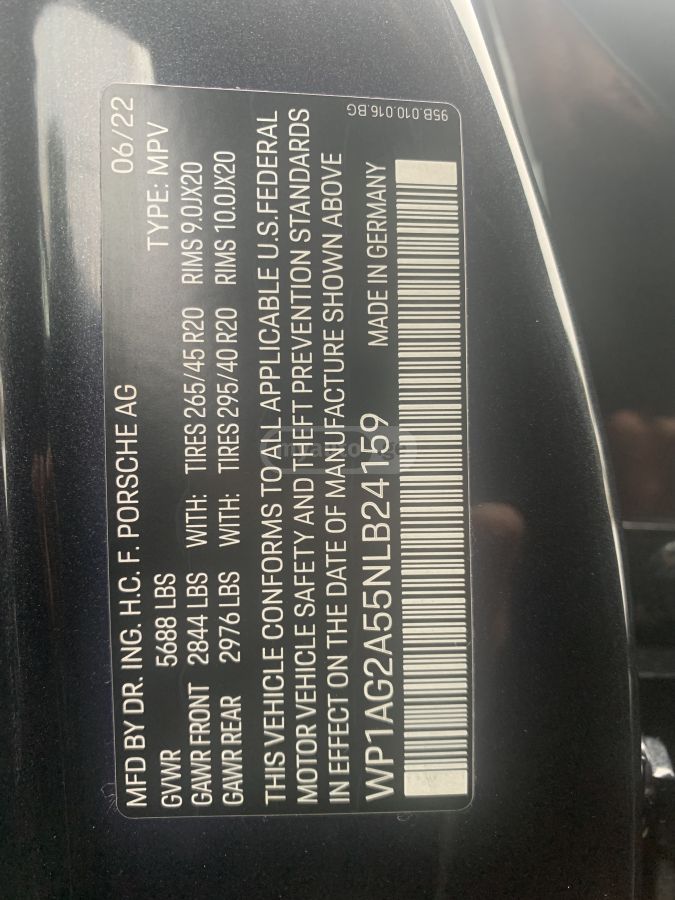 MFD BY DR. ING. H.C. F. PORSCHE AG 06/22
GVWR 5688 LBS TYPE: MPV
GAWR FRONT 2844 LBS WITH: TIRES 265/45 R20 RIMS 9.0JX20
GAWR REAR 2976 LBS WITH: TIRES 295/40 R20 RIMS 10.0JX20
THIS VEHICLE CONFORMS TO ALL APPLICABLE U.S. FEDERAL
MOTOR VEHICLE SAFETY AND THEFT PREVENTION STANDARDS
IN EFFECT ON THE DATE OF MANUFACTURE SHOWN ABOVE
WP1AG2A55NLB24159 MADE IN GERMANY
95B.010.016.BG